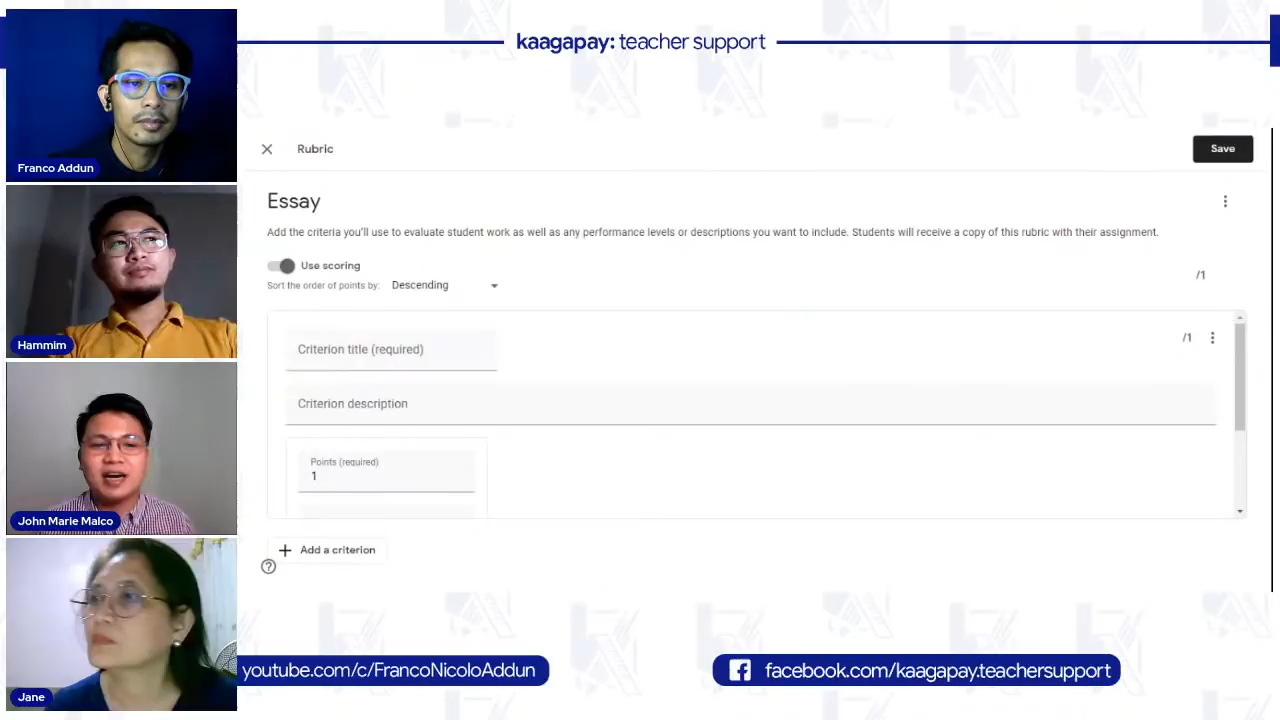 kaagapay: teacher support
Franco Addun
Hammim
John Marie Malco
Jane
Rubric
Save
Essay
Add the criteria you'll use to evaluate student work as well as any performance levels or descriptions you want to include. Students will receive a copy of this rubric with their assignment.
Use scoring
/1
Sort the order of points by: Descending
Criterion title (required)
/1
Criterion description
Points (required)
1
Add a criterion
youtube.com/c/FrancoNicoloAddun
facebook.com/kaagapay.teachersupport